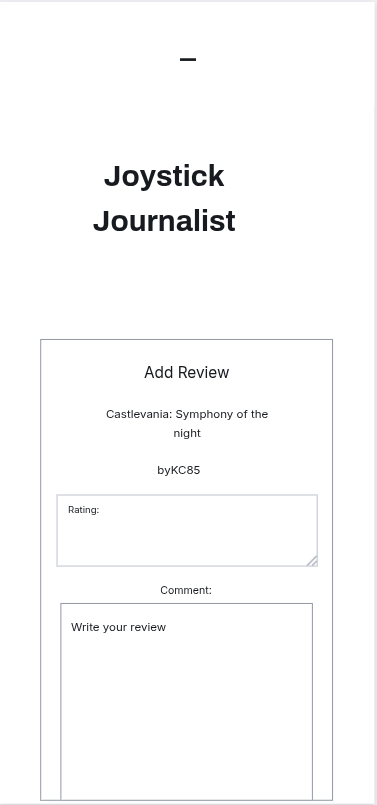 Joystick
Journalist
Add Review
Castlevania: Symphony of the
night
byKC85
Rating:
Comment:
Write your review